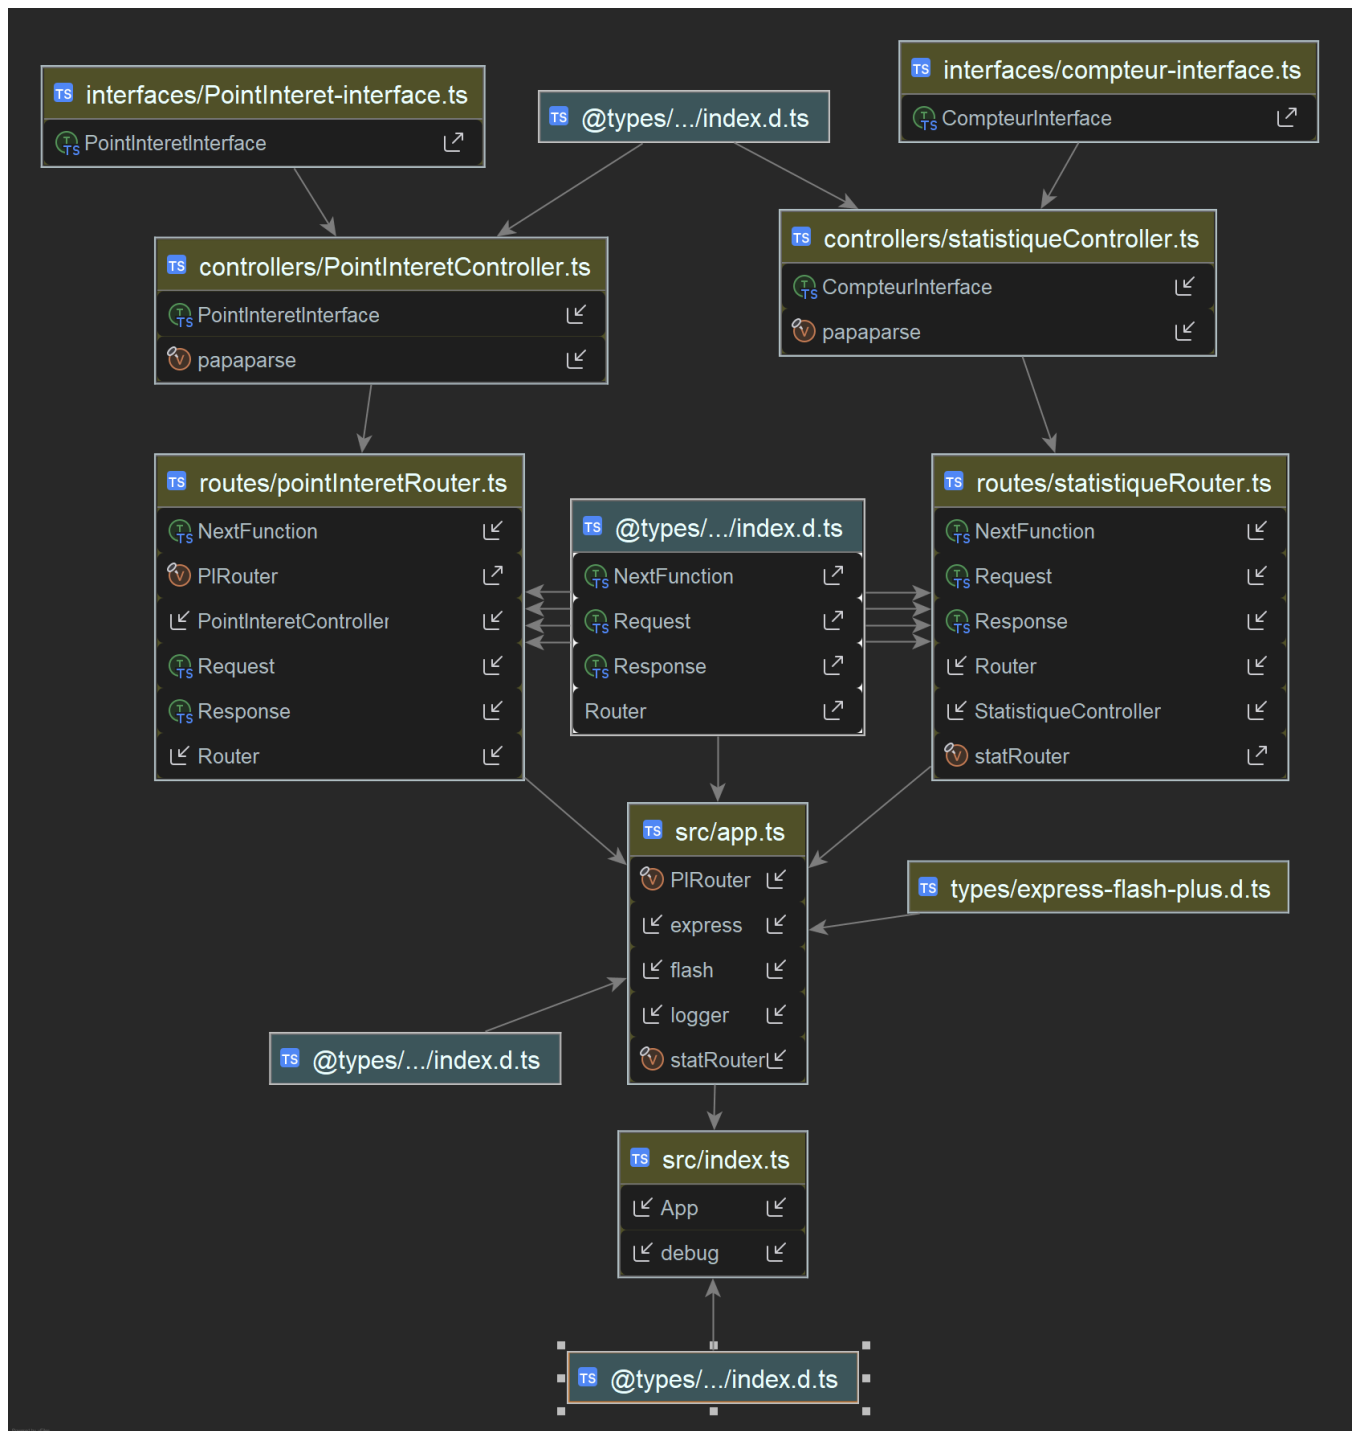 TS interfaces/PointInteret-interface.ts
PointInteretInterface
TS @types/.../index.d.ts
TS interfaces/compteur-interface.ts
CompteurInterface
TS controllers/PointInteretController.ts
PointInteretInterface
papaparse
TS controllers/statistiqueController.ts
CompteurInterface
papaparse
TS routes/pointInteretRouter.ts
NextFunction
PIRouter
PointInteretController
Request
Response
Router
TS @types/.../index.d.ts
NextFunction
Request
Response
Router
TS routes/statistiqueRouter.ts
NextFunction
Request
Response
Router
StatistiqueController
statRouter
TS src/app.ts
PIRouter
express
flash
logger
statRouter
TS types/express-flash-plus.d.ts
TS @types/.../index.d.ts
TS src/index.ts
App
debug
TS @types/.../index.d.ts